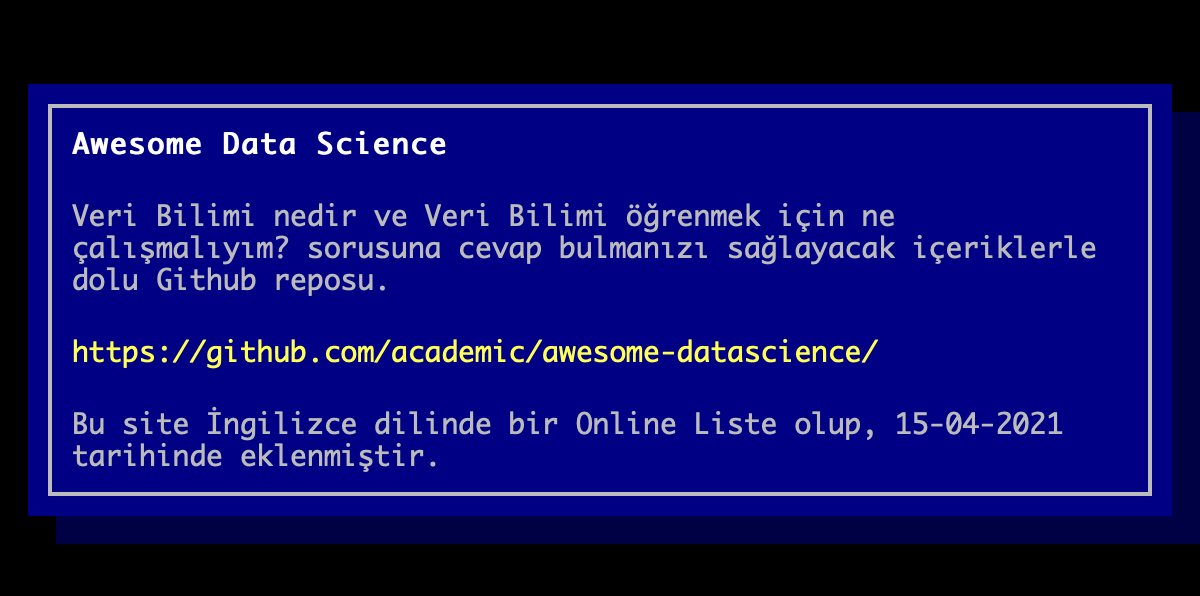 Awesome Data Science
Veri Bilimi nedir ve Veri Bilimi öğrenmek için ne
çalışmalıyım? sorusuna cevap bulmanızı sağlayacak içeriklerle
dolu Github reposu.
https://github.com/academic/awesome-datascience/
Bu site İngilizce dilinde bir Online Liste olup, 15-04-2021
tarihinde eklenmiştir.